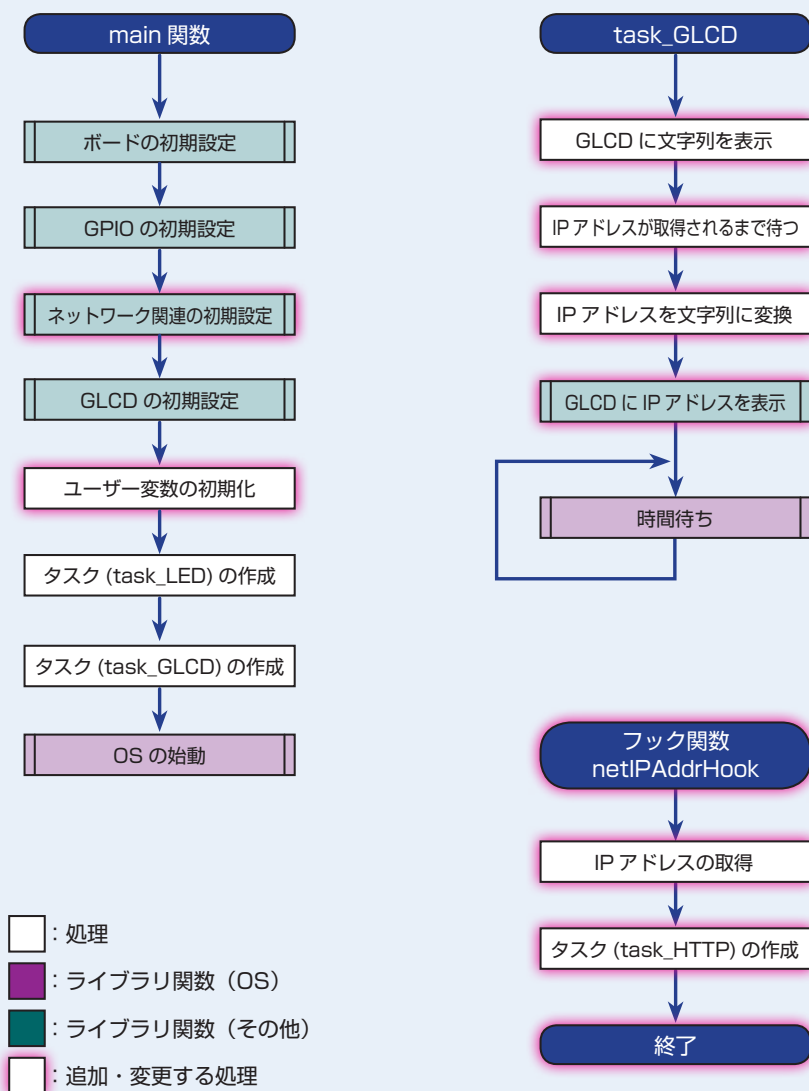 main 関数
ボードの初期設定
GPIO の初期設定
ネットワーク関連の初期設定
GLCD の初期設定
ユーザー変数の初期化
タスク (task_LED) の作成
タスク (task_GLCD) の作成
OS の始動
task_GLCD
GLCD に文字列を表示
IP アドレスが取得されるまで待つ
IP アドレスを文字列に変換
GLCD に IP アドレスを表示
時間待ち
フック関数
netIPAddrHook
IP アドレスの取得
タスク (task_HTTP) の作成
終了
：処理
：ライブラリ関数（OS）
：ライブラリ関数（その他）
：追加・変更する処理